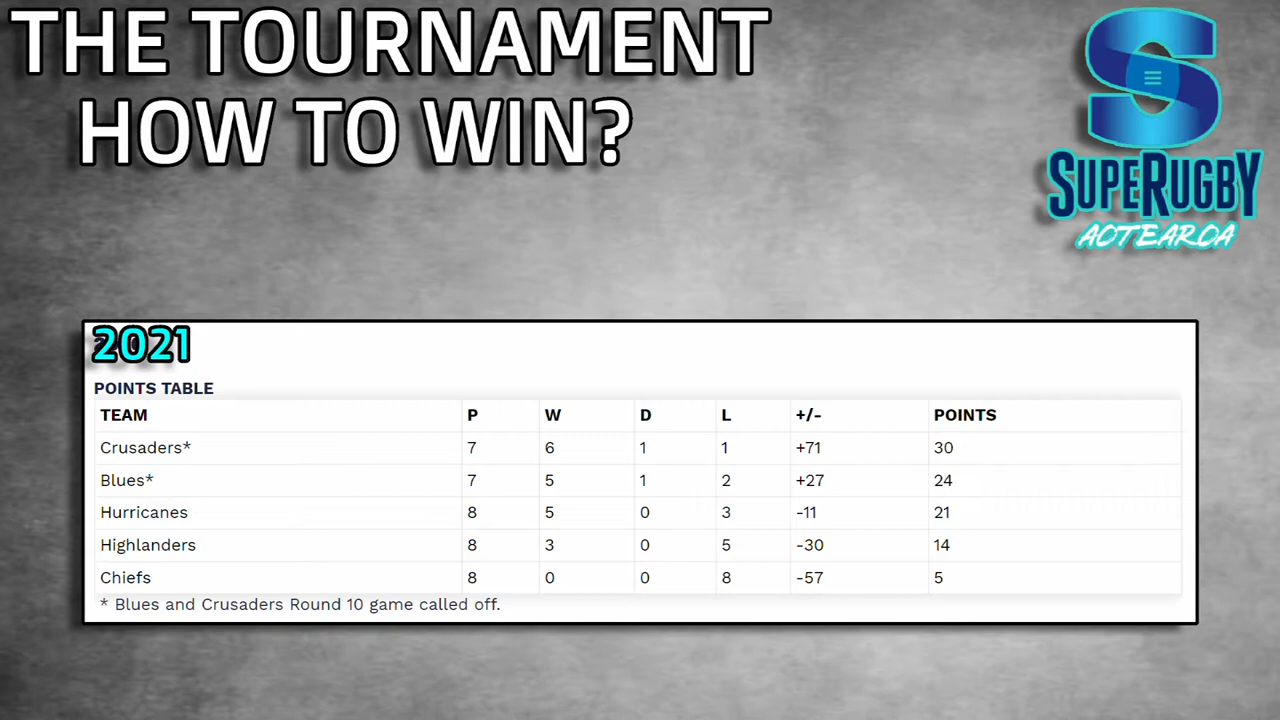 THE TOURNAMENT
HOW TO WIN?
SUPERUGBY
AOTEAROA
2021
POINTS TABLE
TEAM P W D L +/- POINTS
Crusaders* 7 6 1 1 +71 30
Blues* 7 5 1 2 +27 24
Hurricanes 8 5 0 3 -11 21
Highlanders 8 3 0 5 -30 14
Chiefs 8 0 0 8 -57 5
* Blues and Crusaders Round 10 game called off.